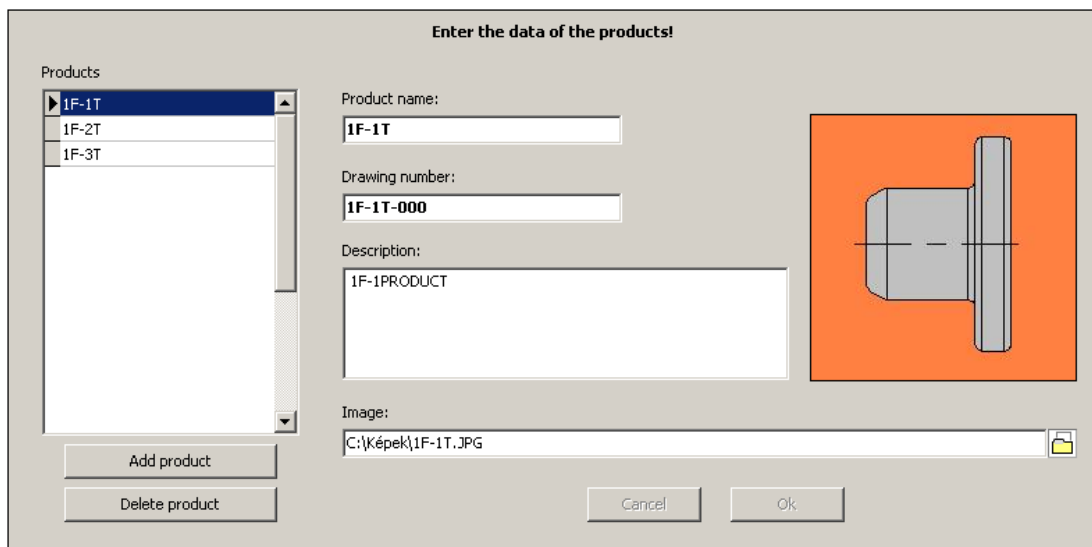 Enter the data of the products!
Products
1F-1T
1F-2T
1F-3T
Add product
Delete product
Product name:
1F-1T
Drawing number:
1F-1T-000
Description:
1F-1PRODUCT
Image:
C:\Képek\1F-1T.JPG
Cancel
Ok